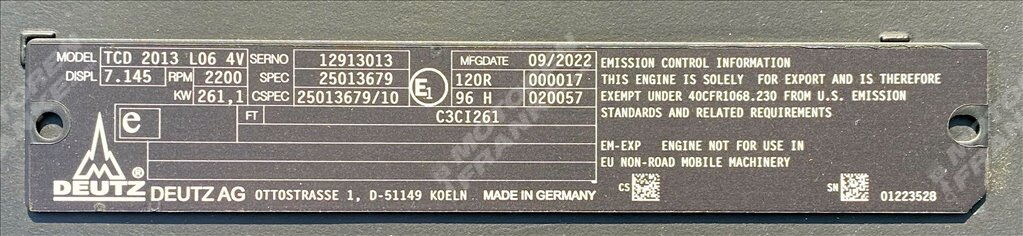 MODEL TCD 2013 L06 4V SERNO 12913013 MFGDATE 09/2022
DISPL 7.145 RPM 2200 SPEC 25013679 E1 120R 000017
KW 261,1 CSPEC 25013679/10 96 H 020057
e FT C3CI261
EMISSION CONTROL INFORMATION
THIS ENGINE IS SOLELY FOR EXPORT AND IS THEREFORE
EXEMPT UNDER 40CFR1068.230 FROM U.S. EMISSION
STANDARDS AND RELATED REQUIREMENTS
EM-EXP ENGINE NOT FOR USE IN
EU NON-ROAD MOBILE MACHINERY
DEUTZ ® DEUTZ AG OTTOSTRASSE 1, D-51149 KOELN MADE IN GERMANY
CS SN 01223528